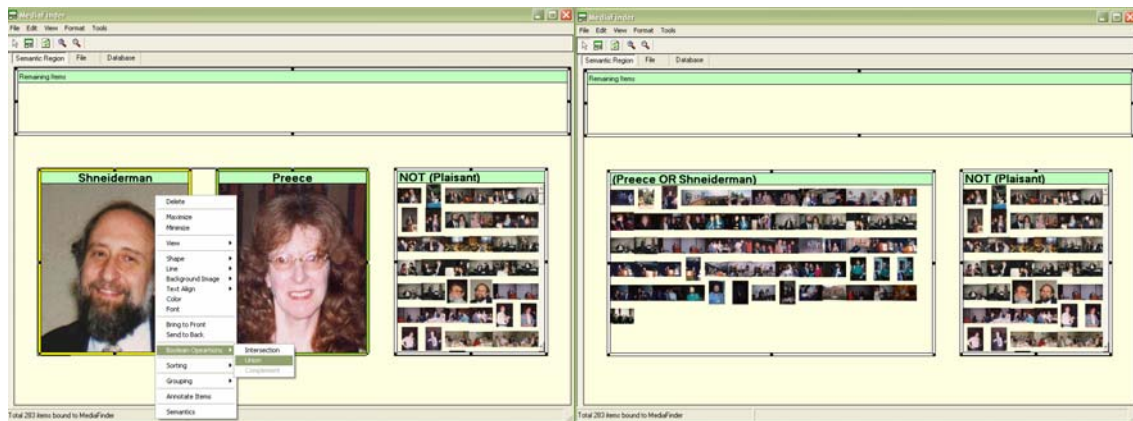 MediaFinder
File Edit View Format Tools
Semantic Region File Database
Remaining Items
Shneiderman
Preece
NOT (Plaisant)
Delete
Maximize
Minimize
View
Shape
Line
Background Image
Text Align
Color
Font
Bring to Front
Send to Back
Boolean Operations
Intersection
Union
Complement
Sorting
Grouping
Annotate Items
Semantics
Total 283 items bound to MediaFinder
MediaFinder
File Edit View Format Tools
Semantic Region File Database
Remaining Items
(Preece OR Shneiderman)
NOT (Plaisant)
Total 283 items bound to MediaFinder